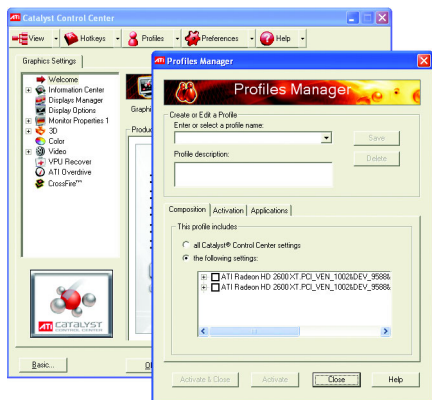 Catalyst Control Center
View
Hotkeys
Profiles
Preferences
Help
Graphics Settings
Welcome
Information Center
Displays Manager
Display Options
Monitor Properties 1
3D
Color
Video
VPU Recover
ATI Overdrive
CrossFire™
ATI CATALYST
CONTROL CENTER
Basic...
Profiles Manager
Profiles Manager
Create or Edit a Profile
Enter or select a profile name:
Save
Profile description:
Delete
Composition
Activation
Applications
This profile includes
all Catalyst® Control Center settings
the following settings:
ATI Radeon HD 2600 XT.PCI_VEN_1002&DEV_9588&
ATI Radeon HD 2600 XT.PCI_VEN_1002&DEV_9588&
Activate & Close
Activate
Close
Help